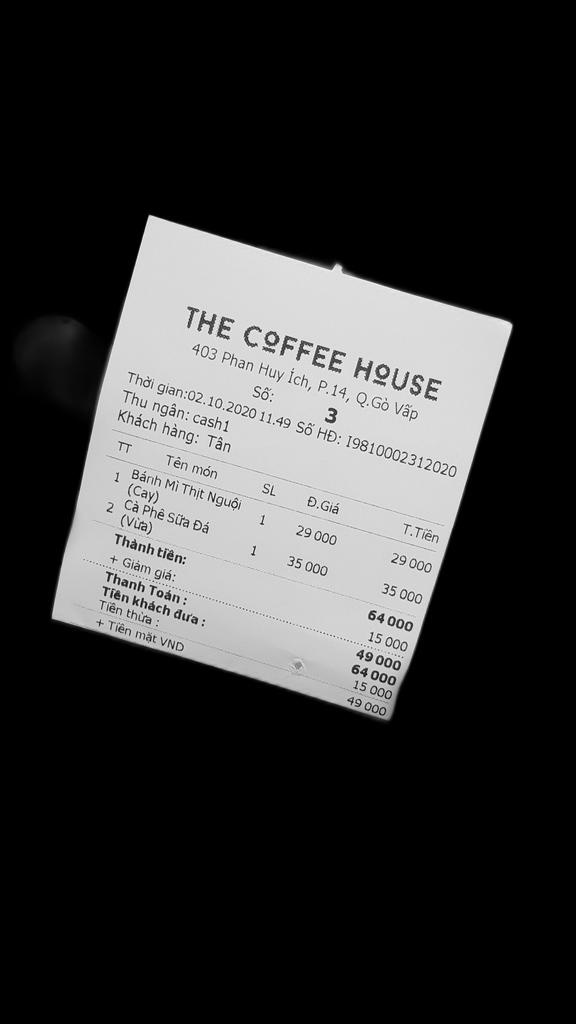 THE COFFEE HOUSE
403 Phan Huy Ích, P.14, Q.Gò Vấp
Số: 3
Thời gian:02.10.2020 11.49 Số HĐ: I9810002312020
Thu ngân: cash1
Khách hàng: Tân
TT Tên món SL Đ.Giá T.Tiền
1 Bánh Mì Thịt Nguội 1 29 000 29 000
(Cay)
2 Cà Phê Sữa Đá 1 35 000 35 000
(Vừa)
Thành tiền: 64 000
+ Giảm giá: 15 000
Thanh Toán : 49 000
Tiền khách đưa : 64 000
Tiền thừa : 15 000
+ Tiền mặt VND 49 000